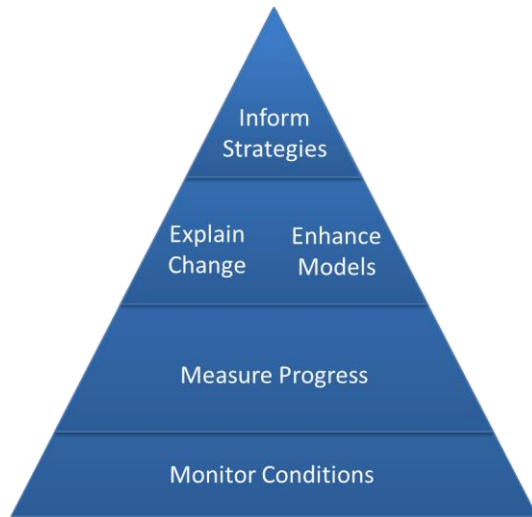 Inform
Strategies
Explain
Change
Enhance
Models
Measure Progress
Monitor Conditions